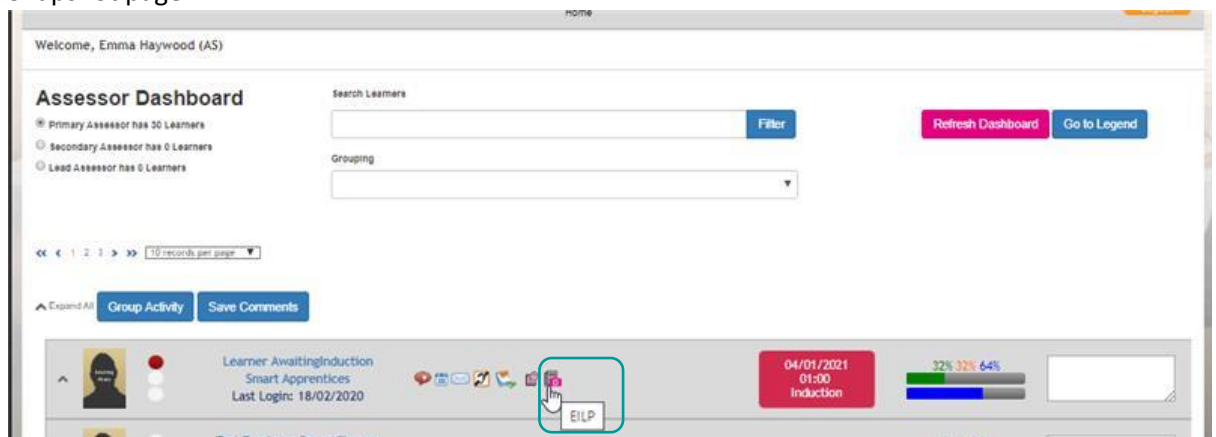 Home
Welcome, Emma Haywood (AS)
Assessor Dashboard
Primary Assessor has 30 Learners
Secondary Assessor has 0 Learners
Lead Assessor has 0 Learners
Search Learners
Filter
Grouping
Refresh Dashboard
Go to Legend
1 2 3
10 records per page
Expand All
Group Activity
Save Comments
Learner AwaitingInduction
Smart Apprentices
Last Login: 18/02/2020
EILP
04/01/2021
01:00
Induction
32% 32% 64%